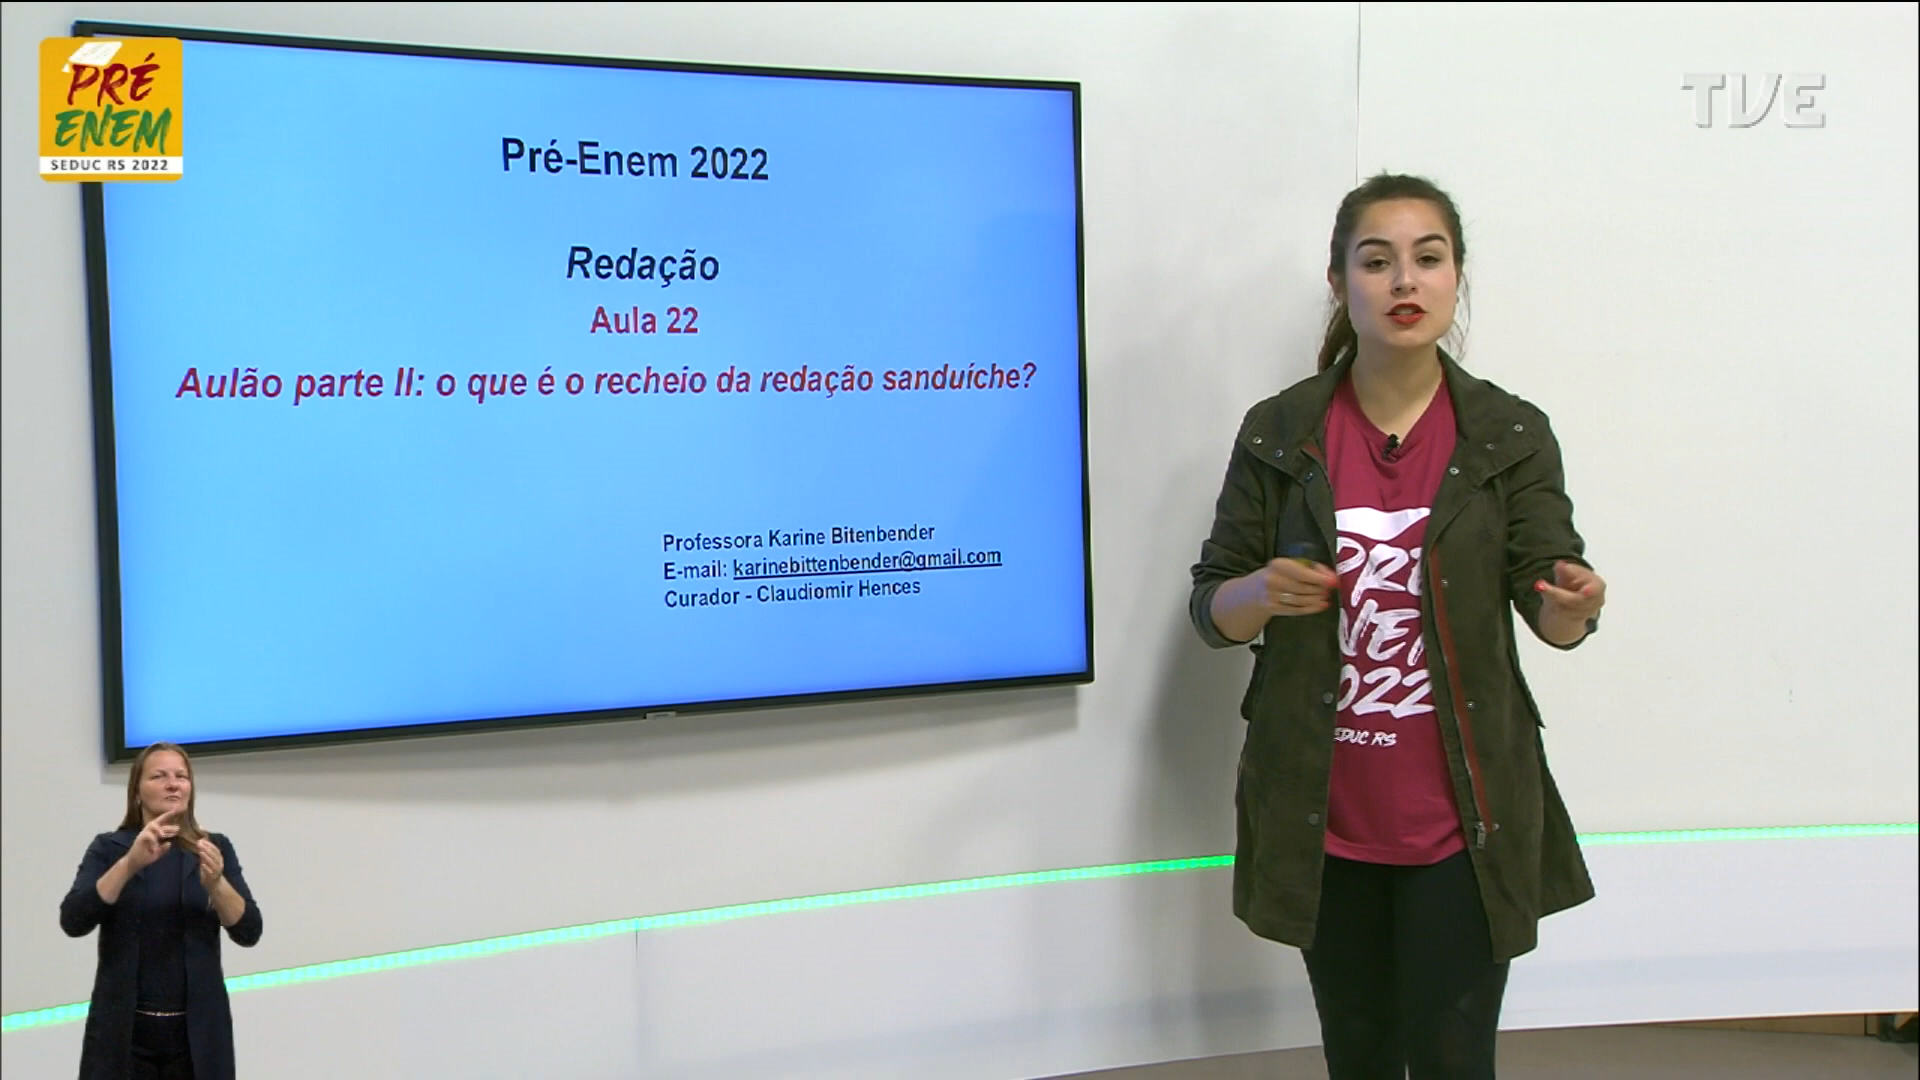 PRÉ
ENEM
SEDUC RS 2022
TVE
Pré-Enem 2022
Redação
Aula 22
Aulão parte II: o que é o recheio da redação sanduíche?
Professora Karine Bitenbender
E-mail: karinebittenbender@gmail.com
Curador - Claudiomir Hences
PRÉ
2022
SEDUC RS